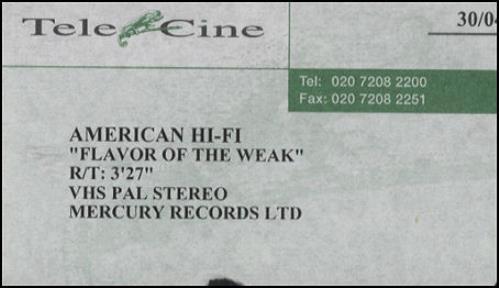 Tele Cine
30/04
Tel: 020 7208 2200
Fax: 020 7208 2251
AMERICAN HI-FI
"FLAVOR OF THE WEAK"
R/T: 3'27"
VHS PAL STEREO
MERCURY RECORDS LTD